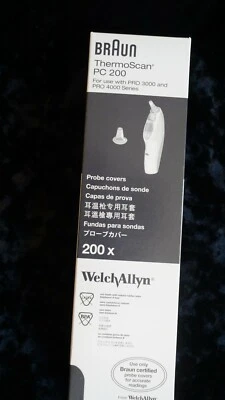 BRAUN
ThermoScan®
PC 200
For use with PRO 3000 and
PRO 4000 Series
Probe covers
Capuchons de sonde
Capas de prova
耳温枪专用耳套
耳溫槍專用耳套
Fundas para sondas
プローブカバー
200 x
WelchAllyn®
Use only
Braun certified
probe covers
for accurate
readings